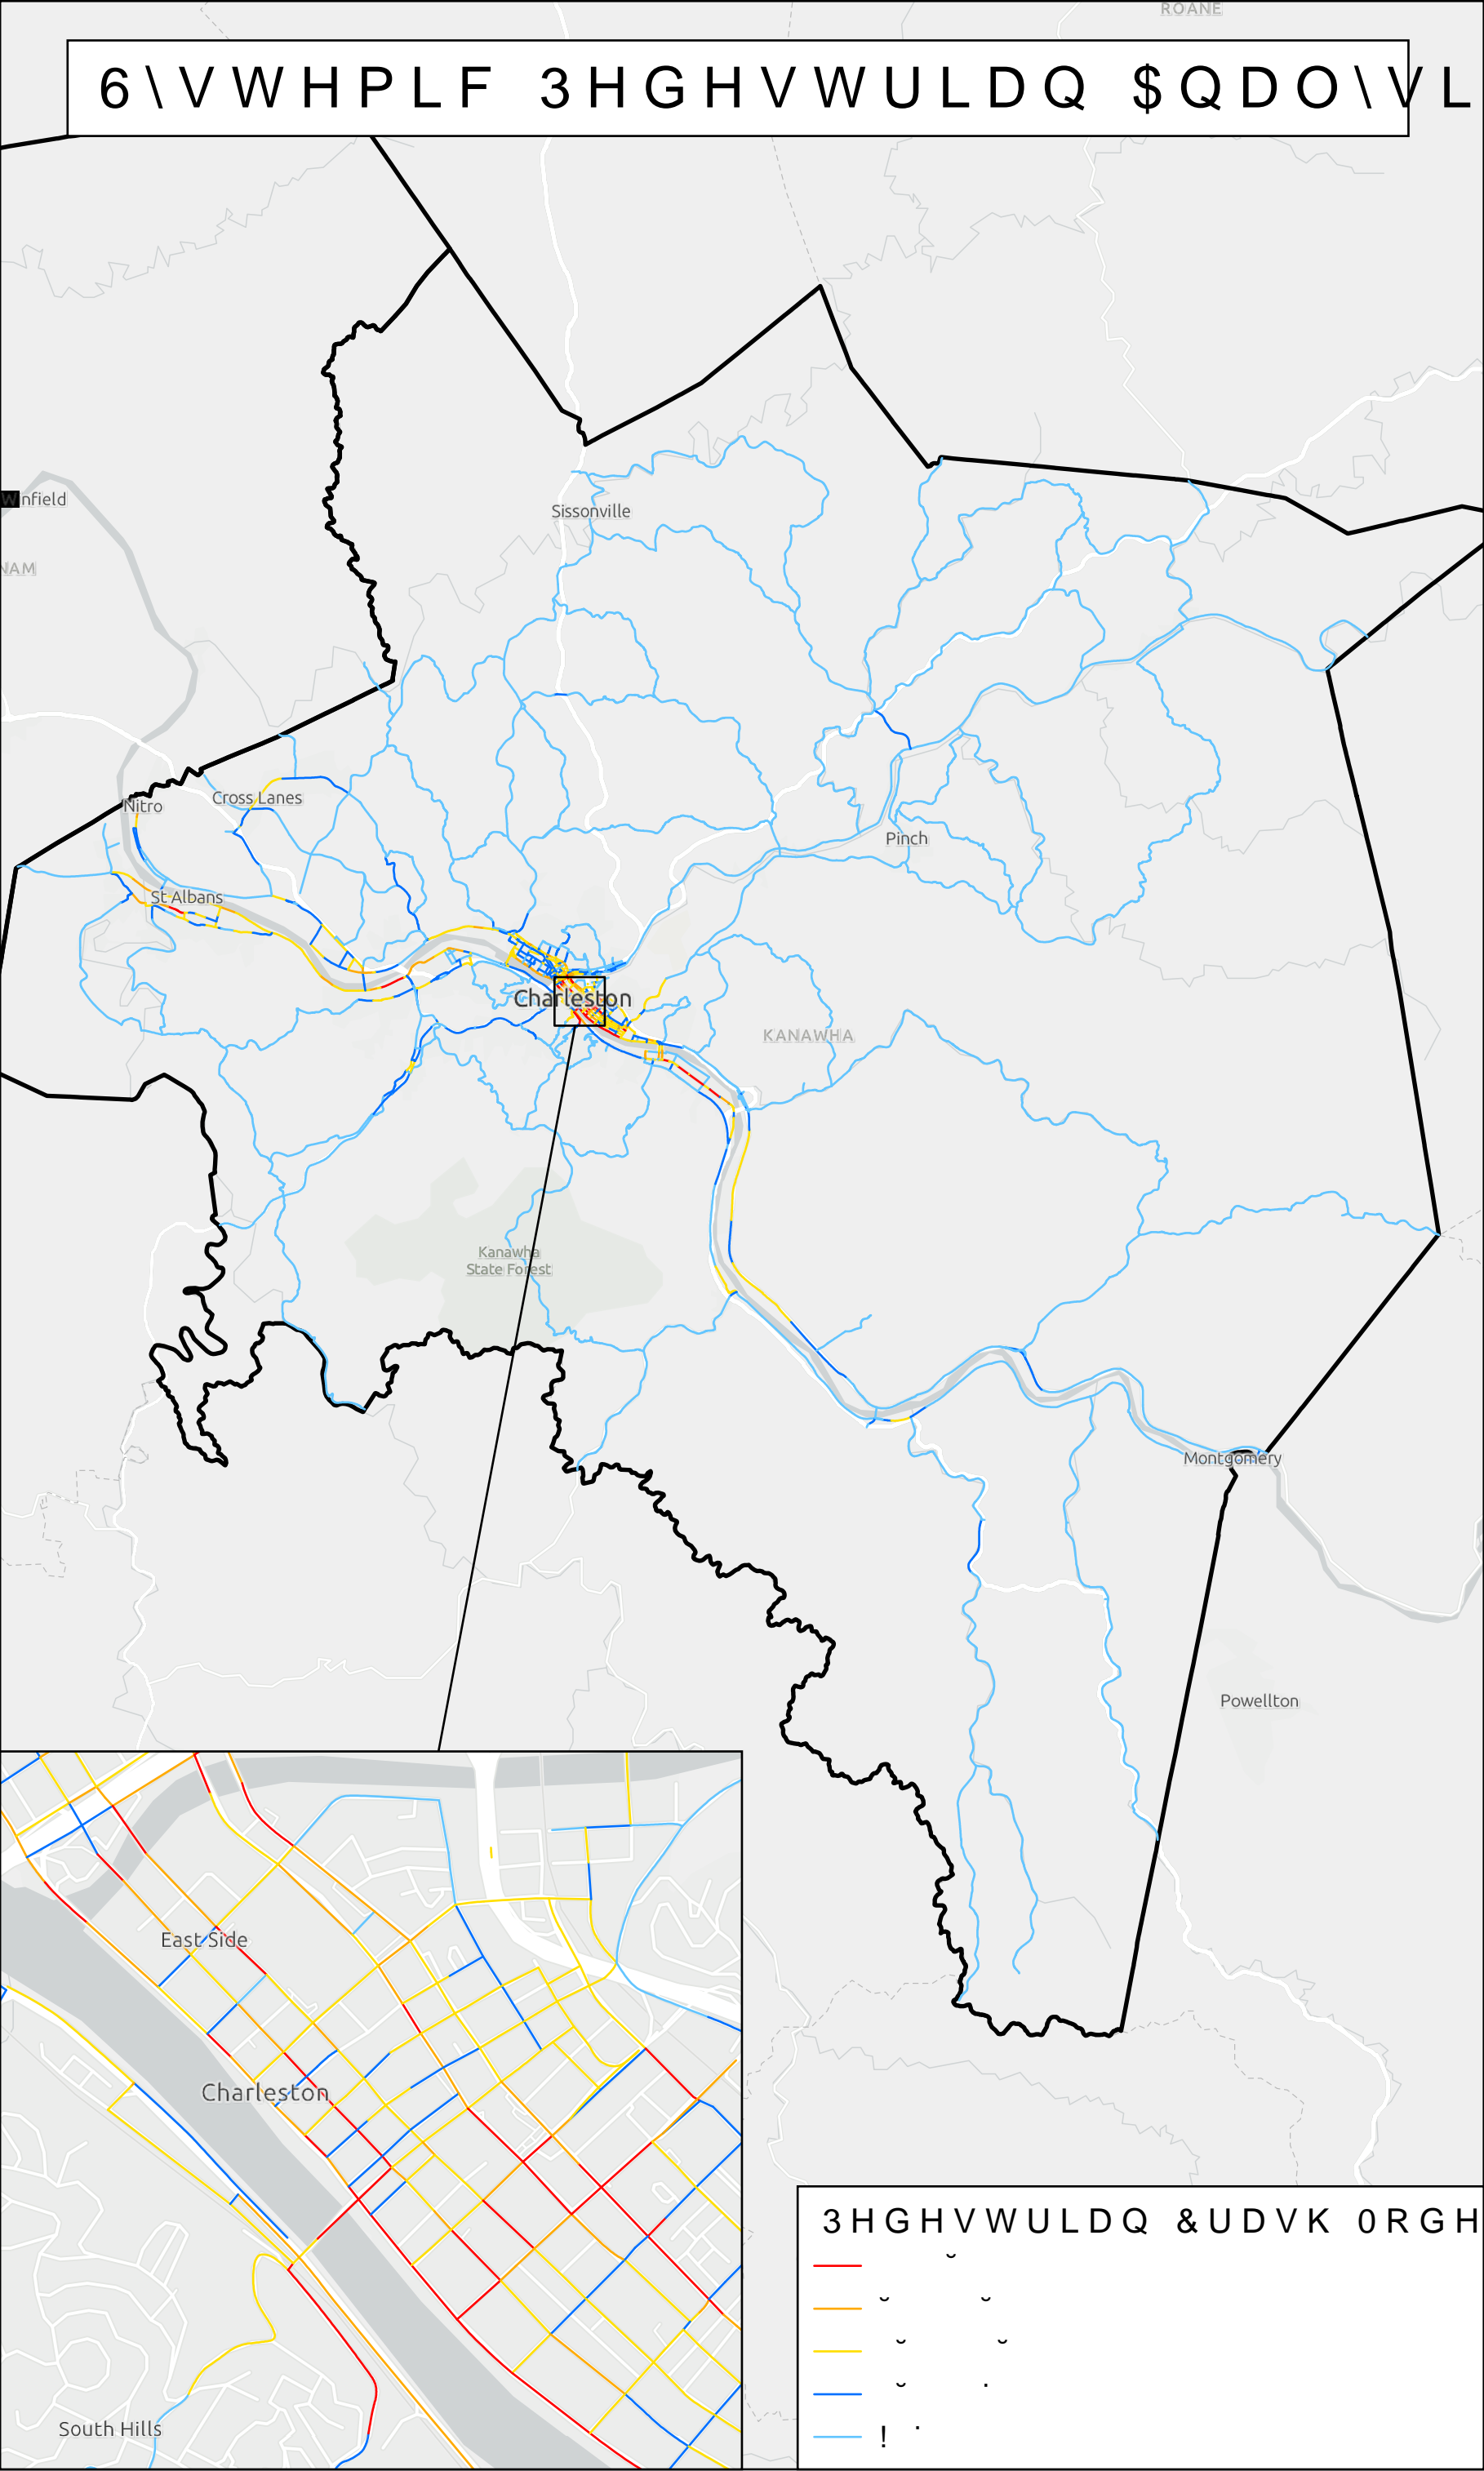 ROANE
6\VWHPLF 3HGHVWULDQ $QDO\VL
Sissonville
Winfield
NAM
Nitro
Cross Lanes
Pinch
St Albans
Charleston
KANAWHA
Kanawha
State Forest
Montgomery
Powellton
East Side
Charleston
South Hills
3HGHVWULDQ &UDVK 0RGH
˘
˘ ˘
˘ ˘
˘ ·
! ·